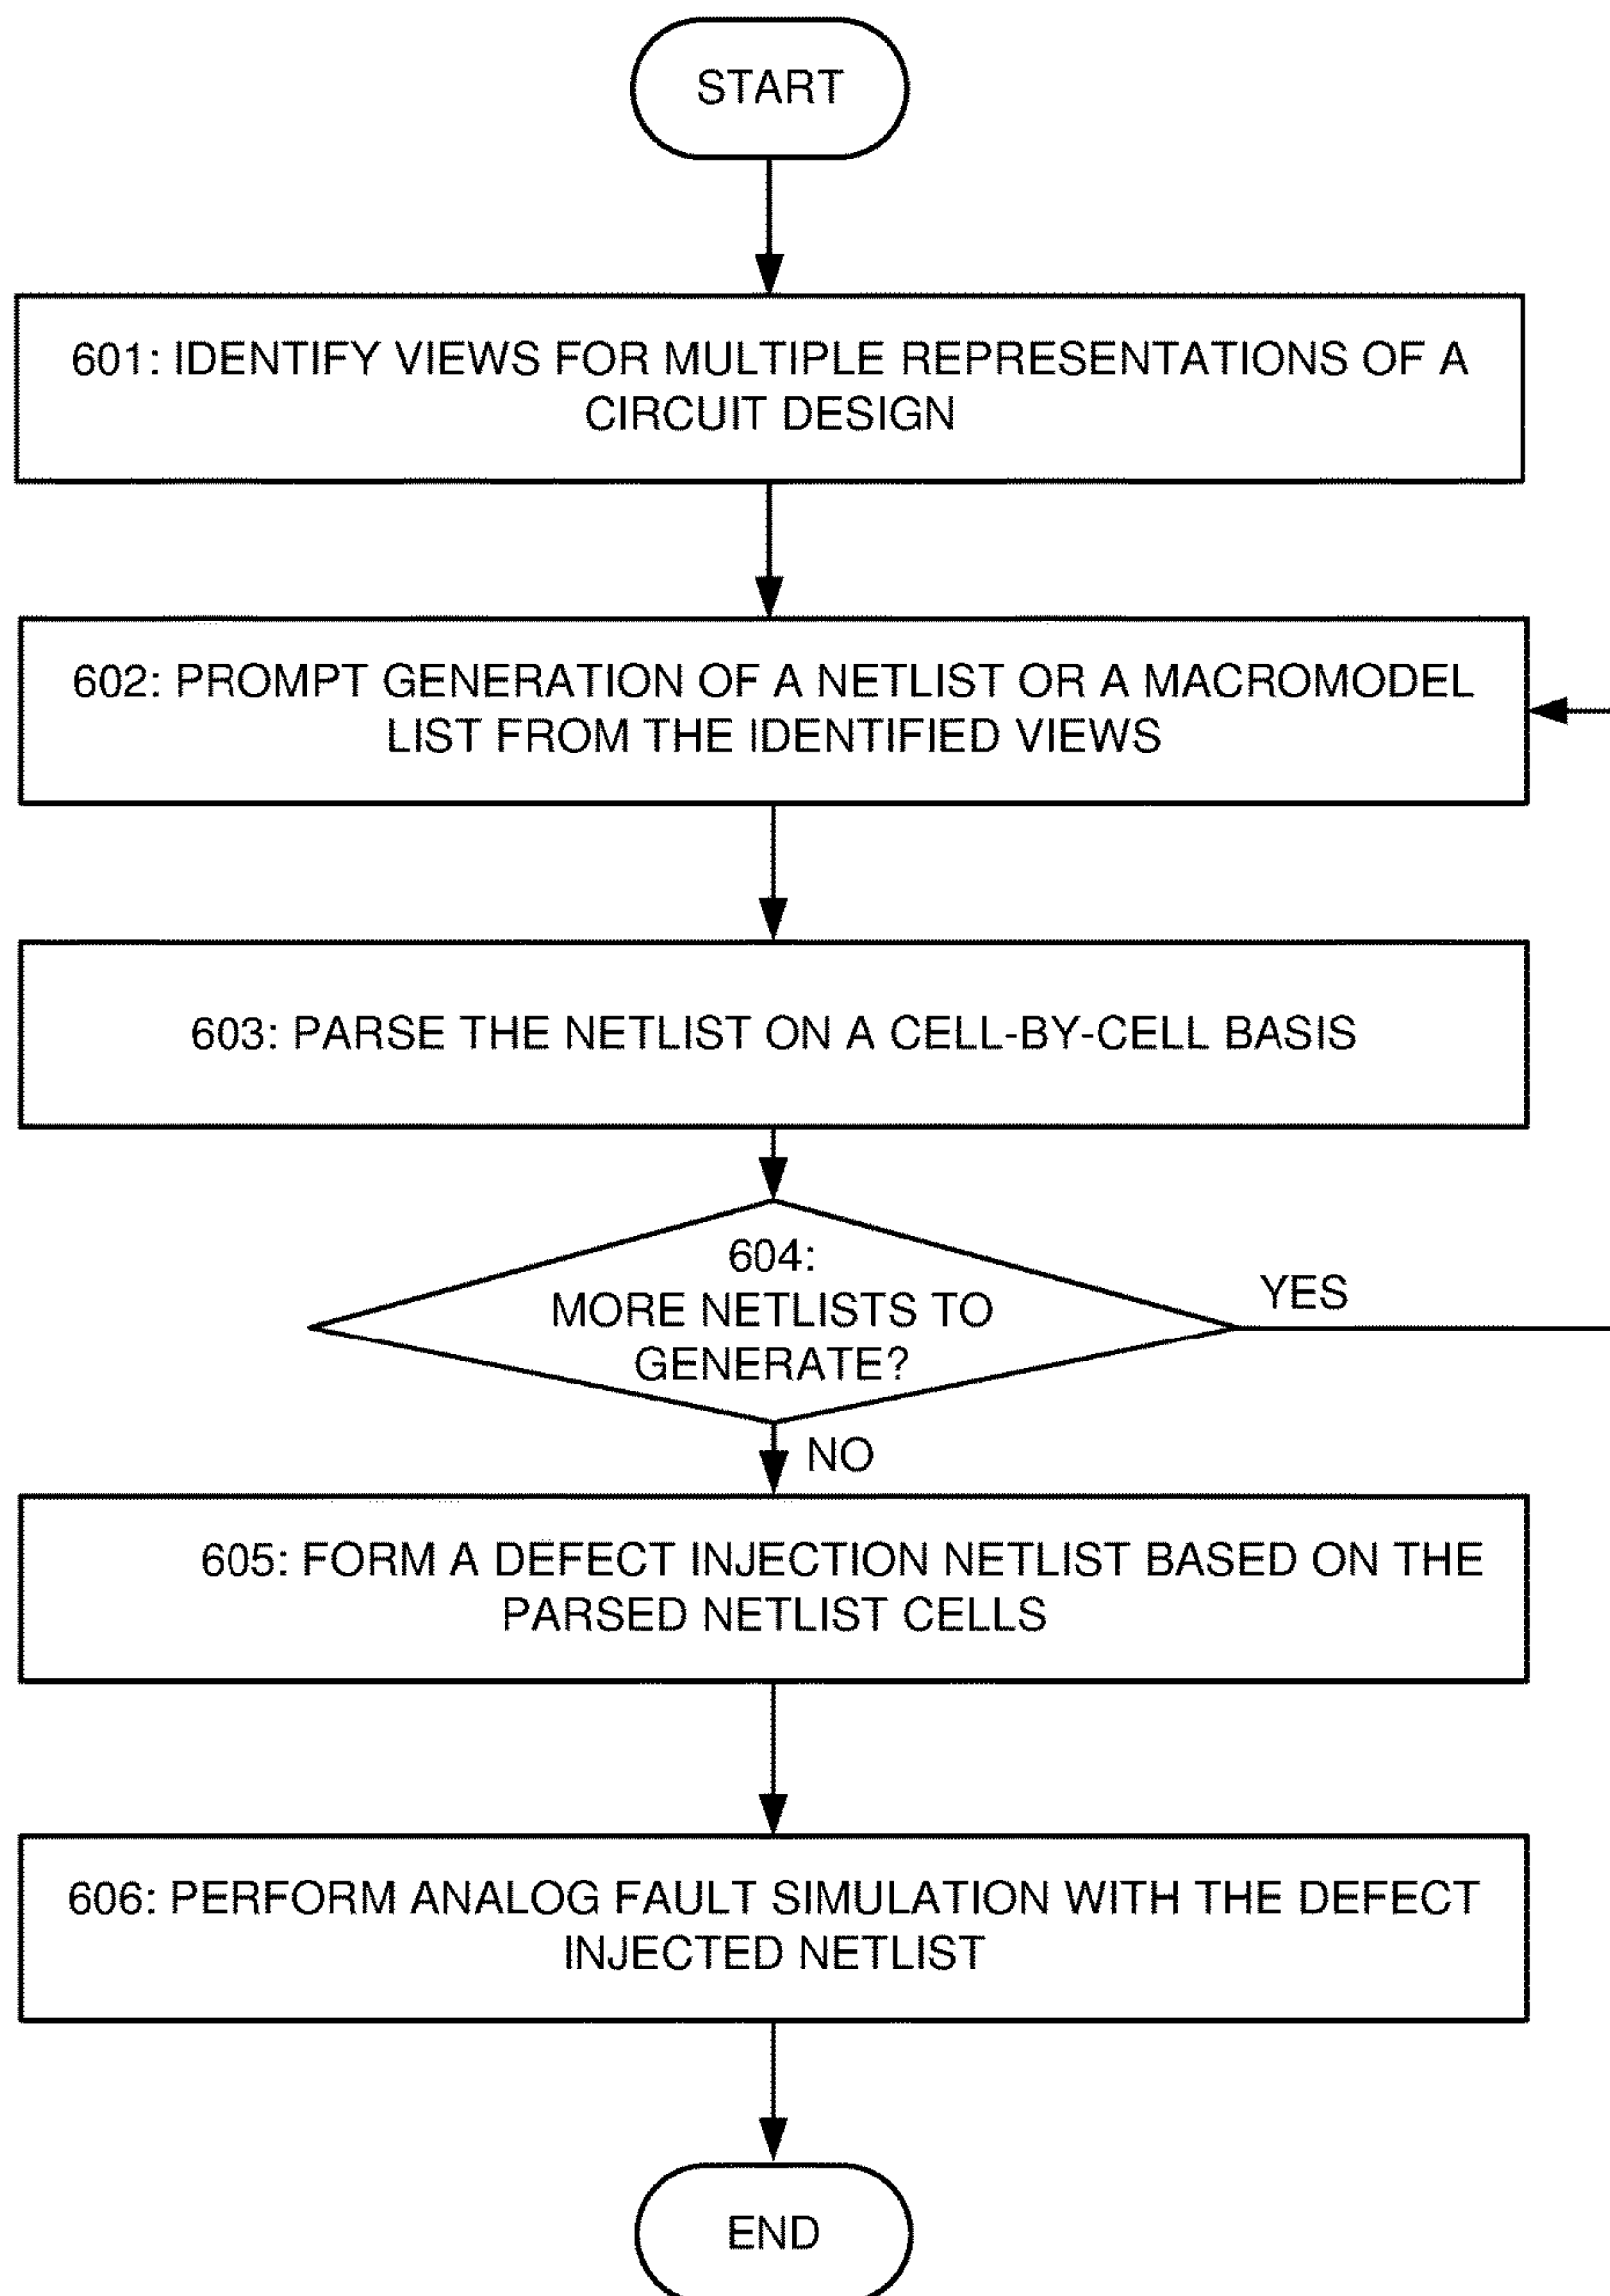 START
601: IDENTIFY VIEWS FOR MULTIPLE REPRESENTATIONS OF A
CIRCUIT DESIGN
602: PROMPT GENERATION OF A NETLIST OR A MACROMODEL
LIST FROM THE IDENTIFIED VIEWS
603: PARSE THE NETLIST ON A CELL-BY-CELL BASIS
604:
MORE NETLISTS TO
GENERATE?
YES
NO
605: FORM A DEFECT INJECTION NETLIST BASED ON THE
PARSED NETLIST CELLS
606: PERFORM ANALOG FAULT SIMULATION WITH THE DEFECT
INJECTED NETLIST
END